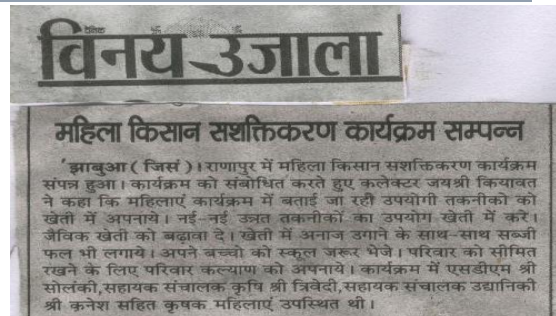 दैनिक
विनय उजाला
महिला किसान सशक्तिकरण कार्यक्रम सम्पन्न
झाबुआ (जिसं)। राणापुर में महिला किसान सशक्तिकरण कार्यक्रम
संपन्न हुआ। कार्यक्रम को संबोधित करते हुए कलेक्टर जयश्री कियावत
ने कहा कि महिलाएं कार्यक्रम में बताई जा रही उपयोगी तकनीको को
खेती में अपनाये। नई-नई उन्नत तकनीकों का उपयोग खेती में करें।
जैविक खेती को बढ़ावा दे। खेती में अनाज उगाने के साथ-साथ सब्जी
फल भी लगाये। अपने बच्चो को स्कूल जरूर भेजे। परिवार को सीमित
रखने के लिए परिवार कल्याण को अपनाये। कार्यक्रम में एसडीएम श्री
सोलंकी,सहायक संचालक कृषि श्री त्रिवेदी,सहायक संचालक उद्यानिकी
श्री कनेश सहित कृषक महिलाएं उपस्थित थी।